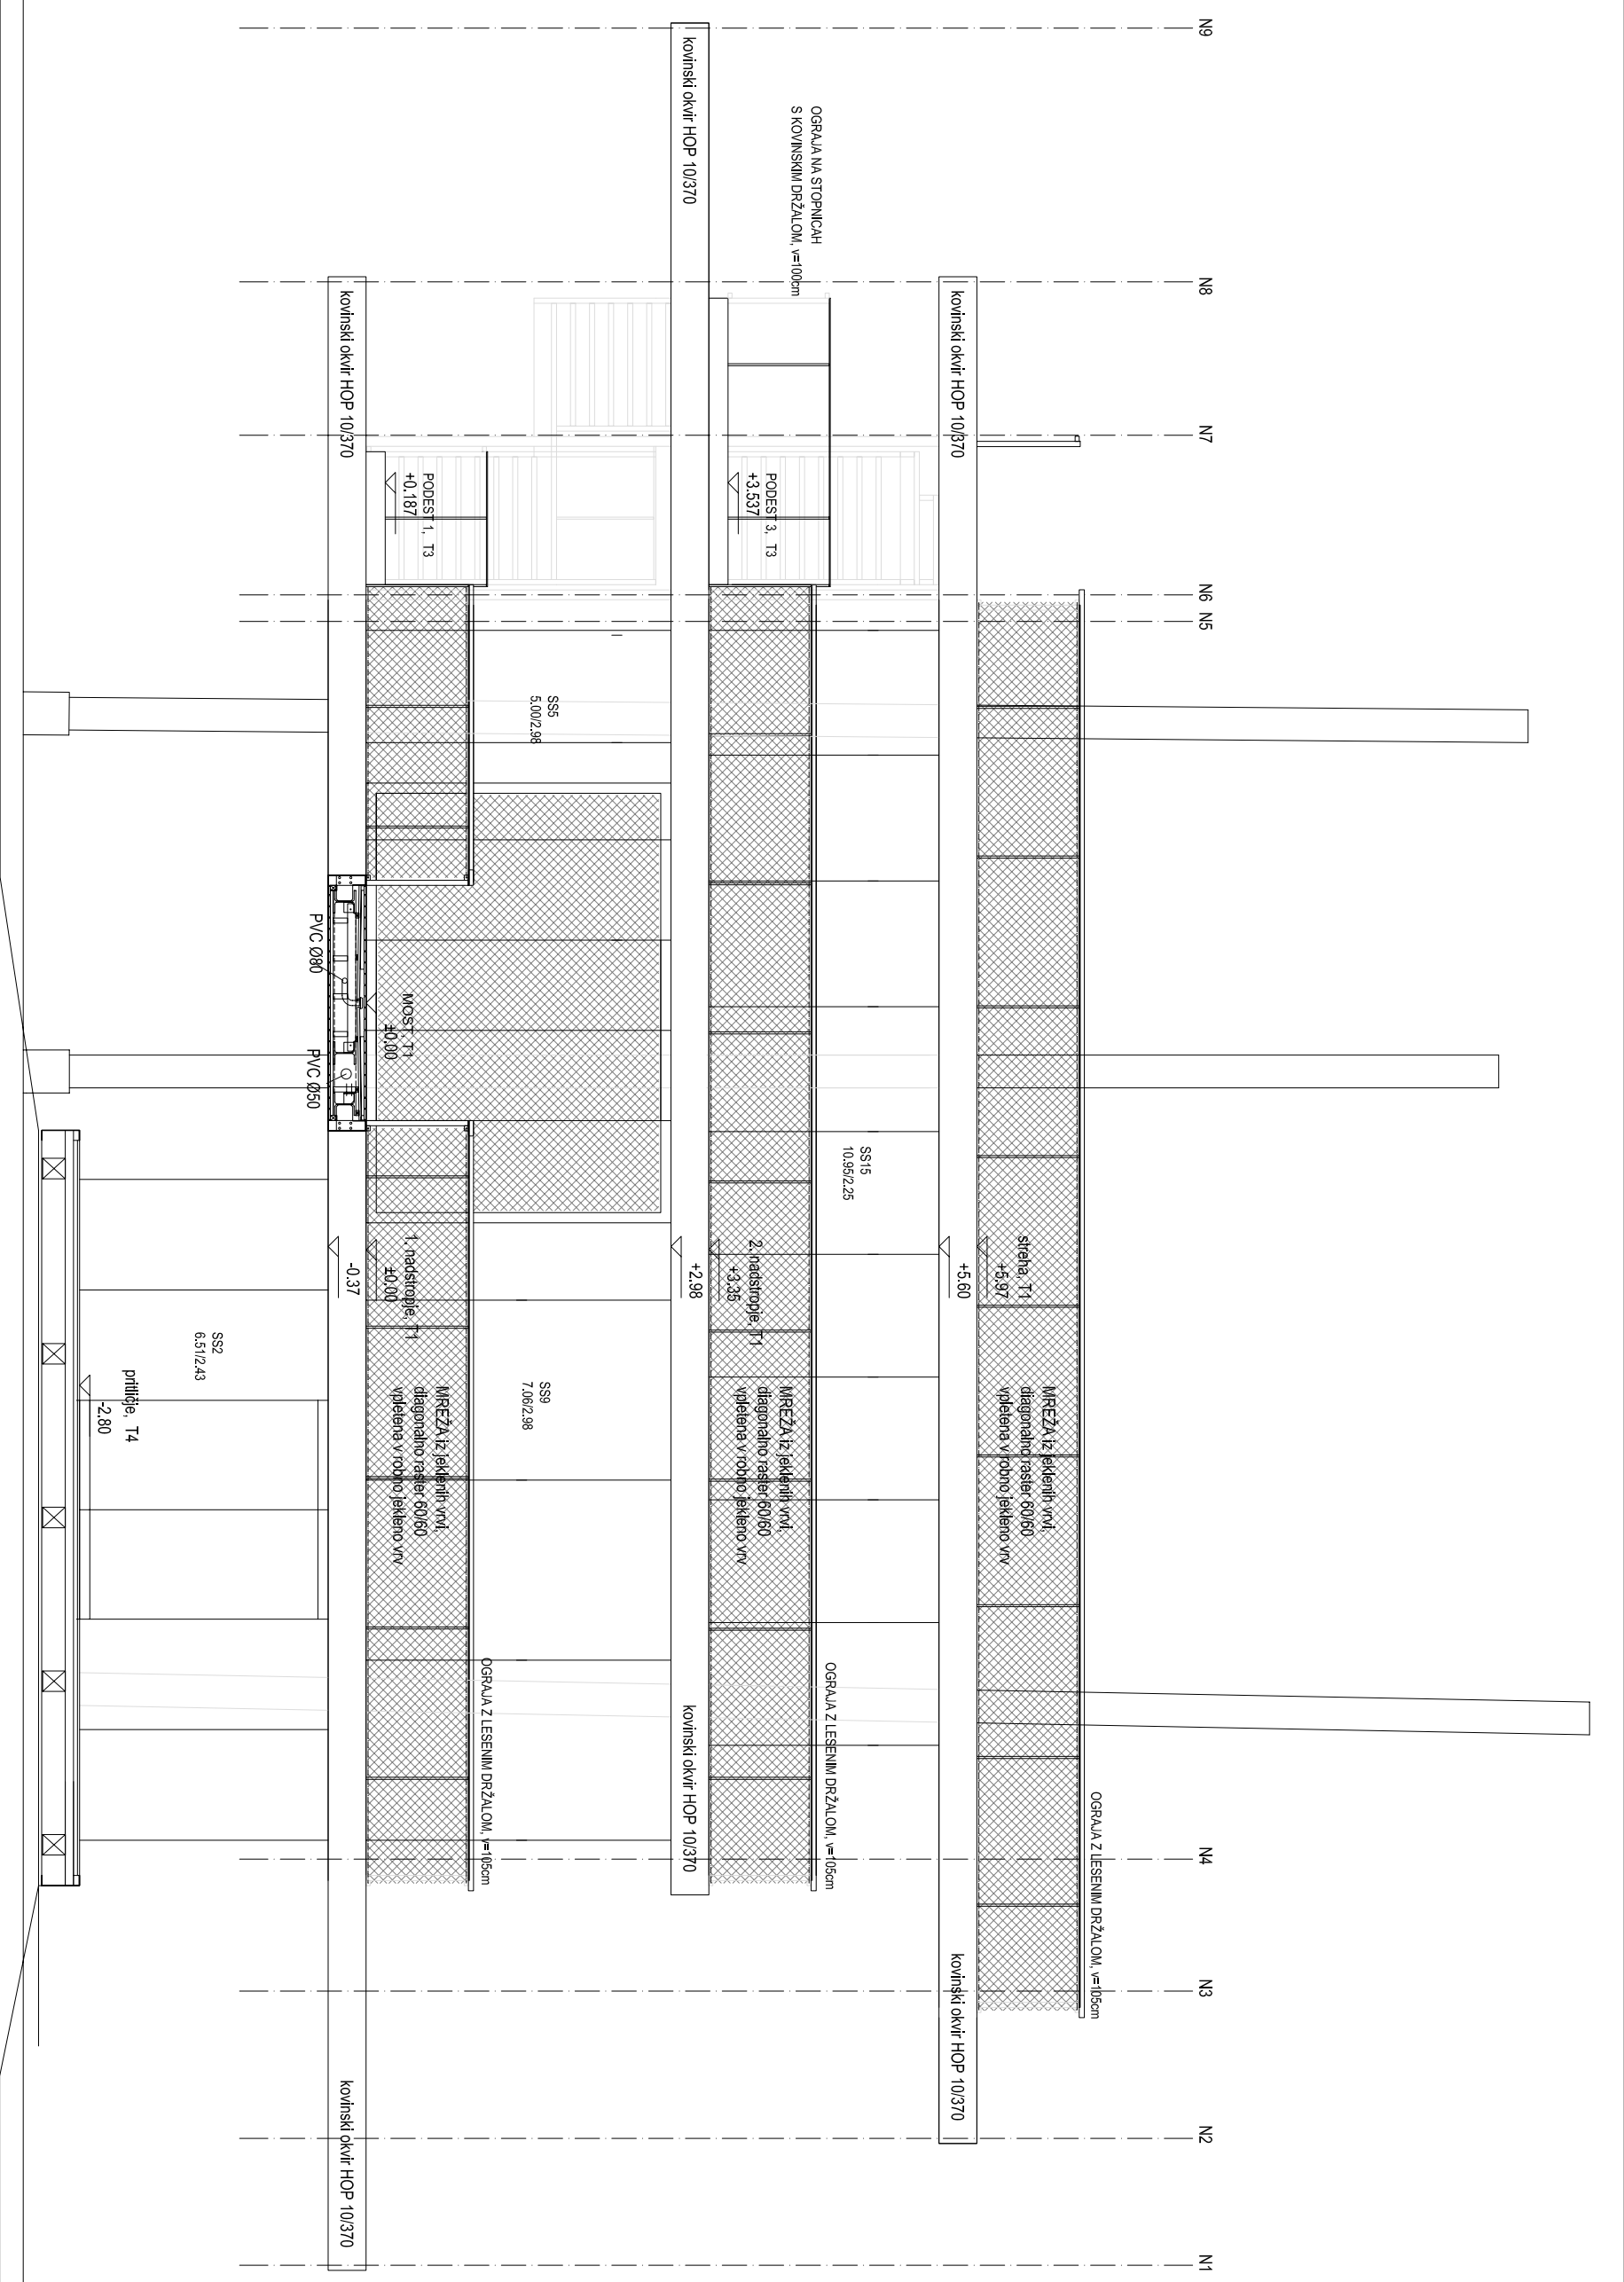 N9
N8
N7
N6
N5
N4
N3
N2
N1
OGRAJA Z LESENIM DRŽALOM, v=105cm
streha, T1
+5.97
MREŽA iz jeklenih vrvi,
diagonalno raster 60/60
vpletena v robno jekleno vrv
kovinski okvir HOP 10/370
+5.60
kovinski okvir HOP 10/370
SS15
10.95/2.25
OGRAJA NA STOPNICAH
S KOVINSKIM DRŽALOM, v=100cm
OGRAJA Z LESENIM DRŽALOM, v=105cm
PODEST 3, T3
+3.537
2. nadstropje, T1
+3.35
MREŽA iz jeklenih vrvi,
diagonalno raster 60/60
vpletena v robno jekleno vrv
kovinski okvir HOP 10/370
+2.98
kovinski okvir HOP 10/370
SS5
5.00/2.98
SS9
7.06/2.98
OGRAJA Z LESENIM DRŽALOM, v=105cm
PODEST 1, T3
+0.187
MOST, T1
±0.00
1. nadstropje, T1
±0.00
MREŽA iz jeklenih vrvi,
diagonalno raster 60/60
vpletena v robno jekleno vrv
kovinski okvir HOP 10/370
-0.37
kovinski okvir HOP 10/370
PVC Ø80
PVC Ø50
SS2
6.51/2.43
pritličje, T4
-2.80